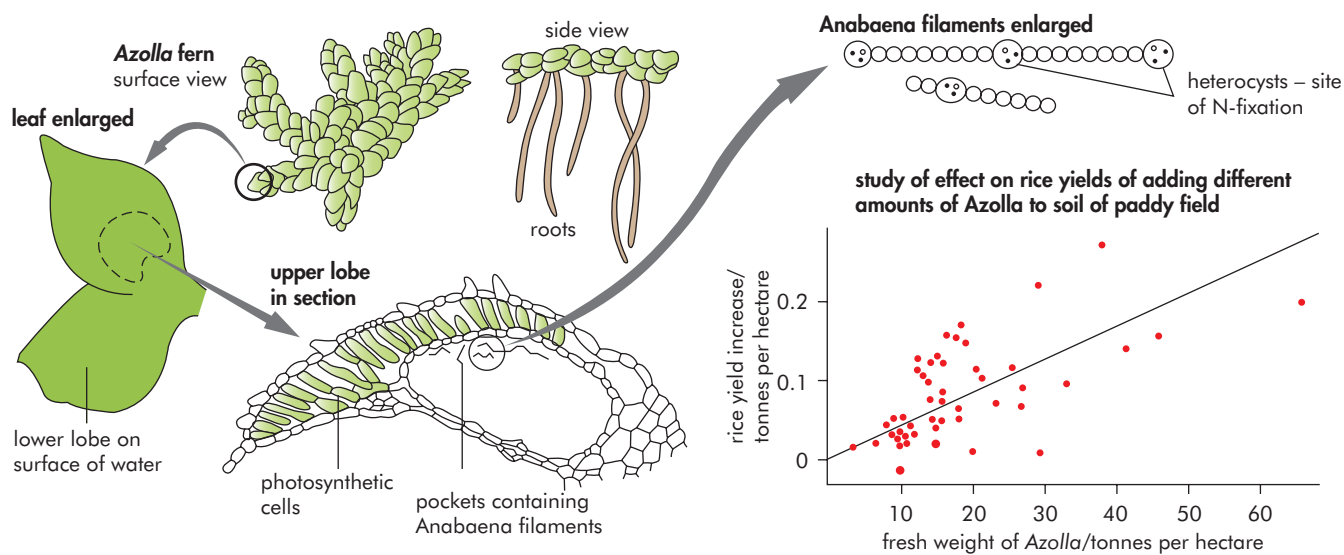 Azolla fern
surface view
side view
roots
leaf enlarged
lower lobe on
surface of water
upper lobe
in section
photosynthetic
cells
pockets containing
Anabaena filaments
Anabaena filaments enlarged
heterocysts – site
of N-fixation
study of effect on rice yields of adding different
amounts of Azolla to soil of paddy field
rice yield increase/
tonnes per hectare
0.2
0.1
0
10 20 30 40 50 60
fresh weight of Azolla/tonnes per hectare